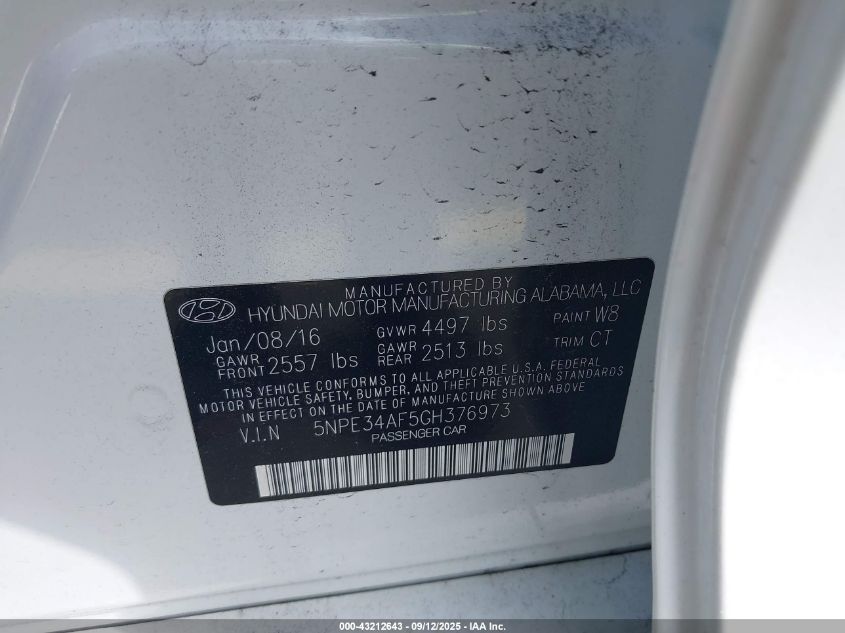 MANUFACTURED BY
HYUNDAI MOTOR MANUFACTURING ALABAMA, LLC
Jan/08/16 GVWR 4497 lbs PAINT W8
GAWR FRONT 2557 lbs GAWR REAR 2513 lbs TRIM CT
THIS VEHICLE CONFORMS TO ALL APPLICABLE U.S.A. FEDERAL
MOTOR VEHICLE SAFETY, BUMPER, AND THEFT PREVENTION STANDARDS
IN EFFECT ON THE DATE OF MANUFACTURE SHOWN ABOVE
V.I.N 5NPE34AF5GH376973
PASSENGER CAR
000-43212643 - 09/12/2025 - IAA Inc.